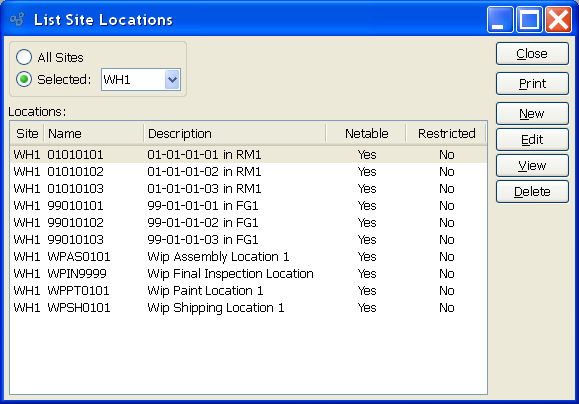 List Site Locations
All Sites
Selected: WH1
Close
Print
New
Edit
View
Delete
Locations:
Site Name Description Netable Restricted
WH1 01010101 01-01-01-01 in RM1 Yes No
WH1 01010102 01-01-01-02 in RM1 Yes No
WH1 01010103 01-01-01-03 in RM1 Yes No
WH1 99010101 99-01-01-01 in FG1 Yes No
WH1 99010102 99-01-01-02 in FG1 Yes No
WH1 99010103 99-01-01-03 in FG1 Yes No
WH1 WPAS0101 Wip Assembly Location 1 Yes No
WH1 WPIN9999 Wip Final Inspection Location Yes No
WH1 WPPT0101 Wip Paint Location 1 Yes No
WH1 WPSH0101 Wip Shipping Location 1 Yes No